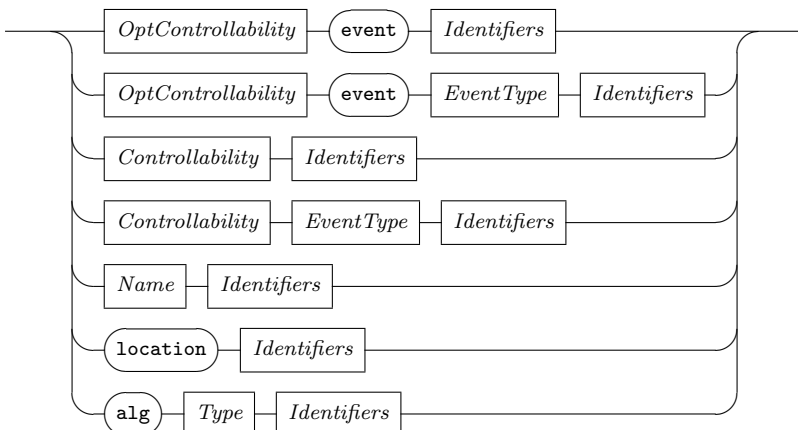 OptControllability event Identifiers
OptControllability event EventType Identifiers
Controllability Identifiers
Controllability EventType Identifiers
Name Identifiers
location Identifiers
alg Type Identifiers